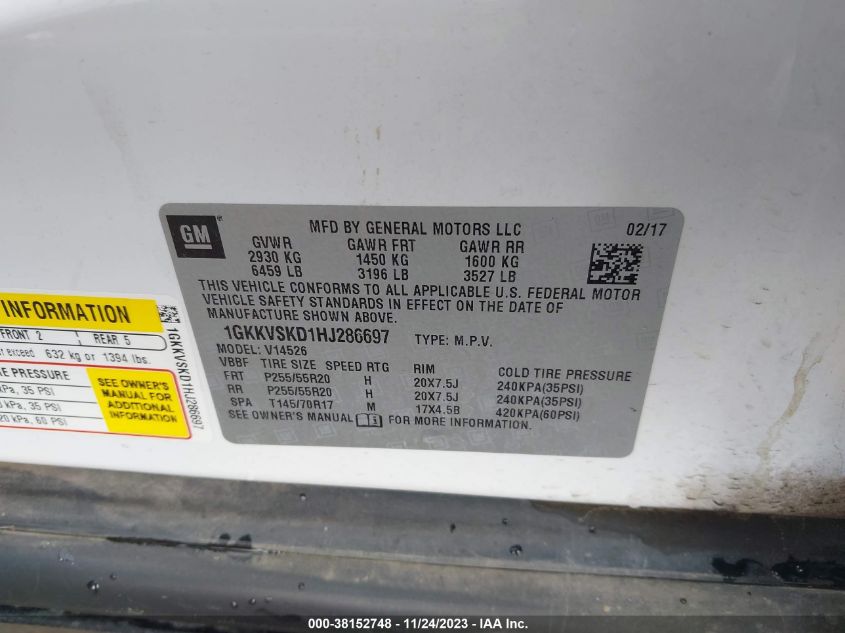 GM
MFD BY GENERAL MOTORS LLC
02/17
GVWR GAWR FRT GAWR RR
2930 KG 1450 KG 1600 KG
6459 LB 3196 LB 3527 LB
THIS VEHICLE CONFORMS TO ALL APPLICABLE U.S. FEDERAL MOTOR
VEHICLE SAFETY STANDARDS IN EFFECT ON THE DATE OF
MANUFACTURE SHOWN ABOVE.
1GKKVSKD1HJ286697 TYPE: M.P.V.
MODEL: V14526
VBBF TIRE SIZE SPEED RTG RIM COLD TIRE PRESSURE
FRT P255/55R20 H 20X7.5J 240KPA(35PSI)
RR P255/55R20 H 20X7.5J 240KPA(35PSI)
SPA T145/70R17 M 17X4.5B 420KPA(60PSI)
SEE OWNER'S MANUAL FOR MORE INFORMATION.
INFORMATION
FRONT 2 REAR 5
exceed 632 kg or 1394 lbs.
PRESSURE
kPa, 35 PSI
kPa, 35 PSI
20 kPa, 60 PSI
SEE OWNER'S
MANUAL FOR
ADDITIONAL
INFORMATION
1GKKVSKD1HJ286697
000-38152748 - 11/24/2023 - IAA Inc.